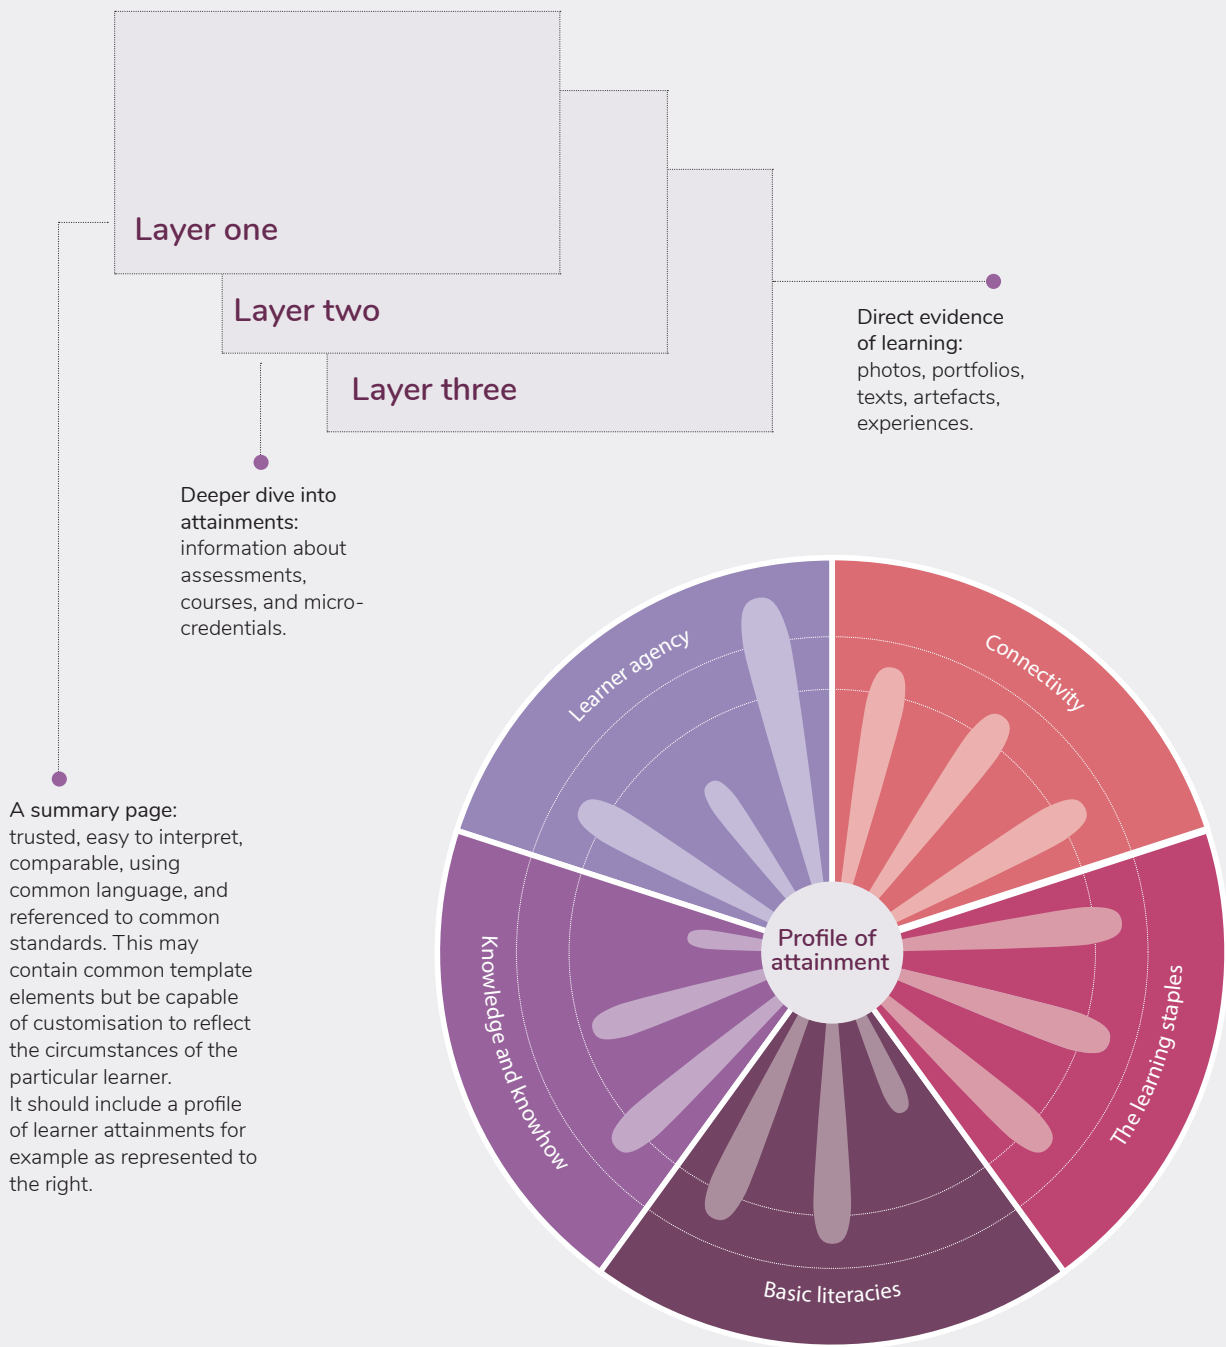 Layer one
Layer two
Layer three
Direct evidence
of learning:
photos, portfolios,
texts, artefacts,
experiences.
Deeper dive into
attainments:
information about
assessments,
courses, and micro-
credentials.
A summary page:
trusted, easy to interpret,
comparable, using
common language, and
referenced to common
standards. This may
contain common template
elements but be capable
of customisation to reflect
the circumstances of the
particular learner.
It should include a profile
of learner attainments for
example as represented to
the right.
Learner agency
Connectivity
Profile of
attainment
Knowledge and knowhow
The learning staples
Basic literacies